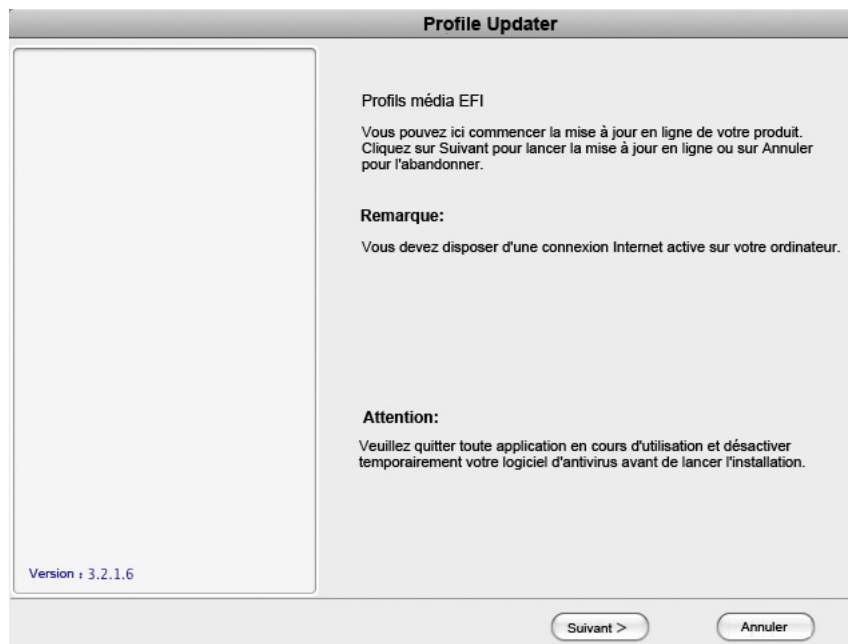 Profile Updater
Profils média EFI
Vous pouvez ici commencer la mise à jour en ligne de votre produit.
Cliquez sur Suivant pour lancer la mise à jour en ligne ou sur Annuler
pour l'abandonner.
Remarque:
Vous devez disposer d'une connexion Internet active sur votre ordinateur.
Attention:
Veuillez quitter toute application en cours d'utilisation et désactiver
temporairement votre logiciel d'antivirus avant de lancer l'installation.
Version : 3.2.1.6
Suivant >
Annuler